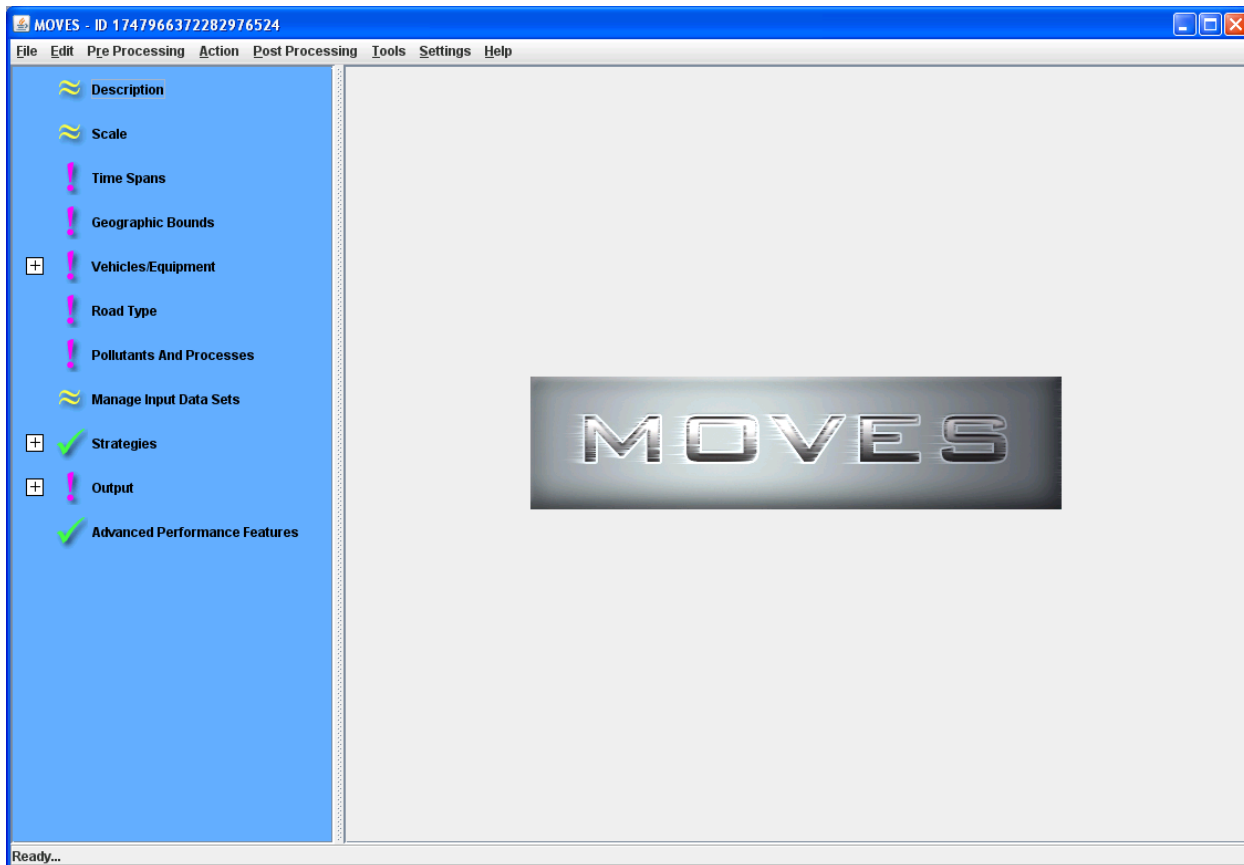 MOVES - ID 1747966372282976524
File Edit Pre Processing Action Post Processing Tools Settings Help
Description
Scale
Time Spans
Geographic Bounds
Vehicles/Equipment
Road Type
Pollutants And Processes
Manage Input Data Sets
Strategies
Output
Advanced Performance Features
MOVES
Ready...